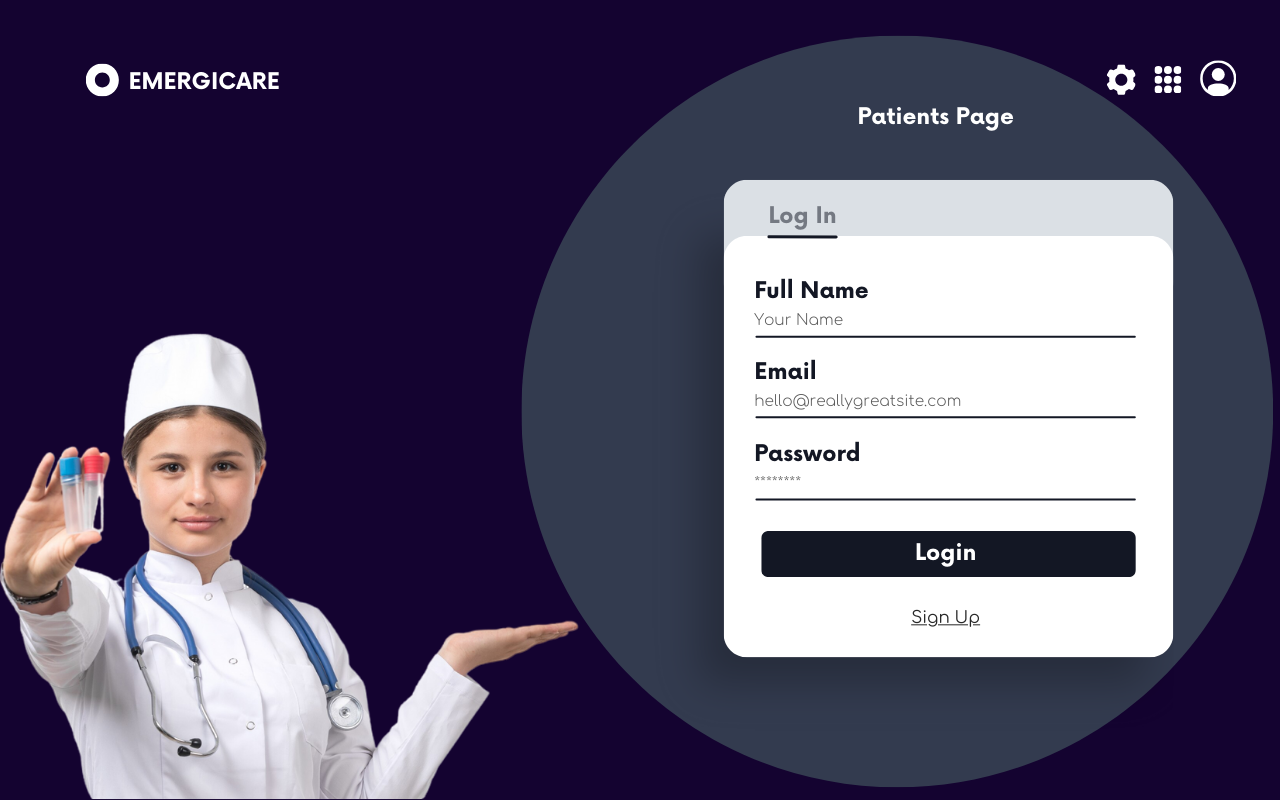 EMERGICARE
Patients Page
Log In
Full Name
Your Name
Email
hello@reallygreatsite.com
Password
********
Login
Sign Up